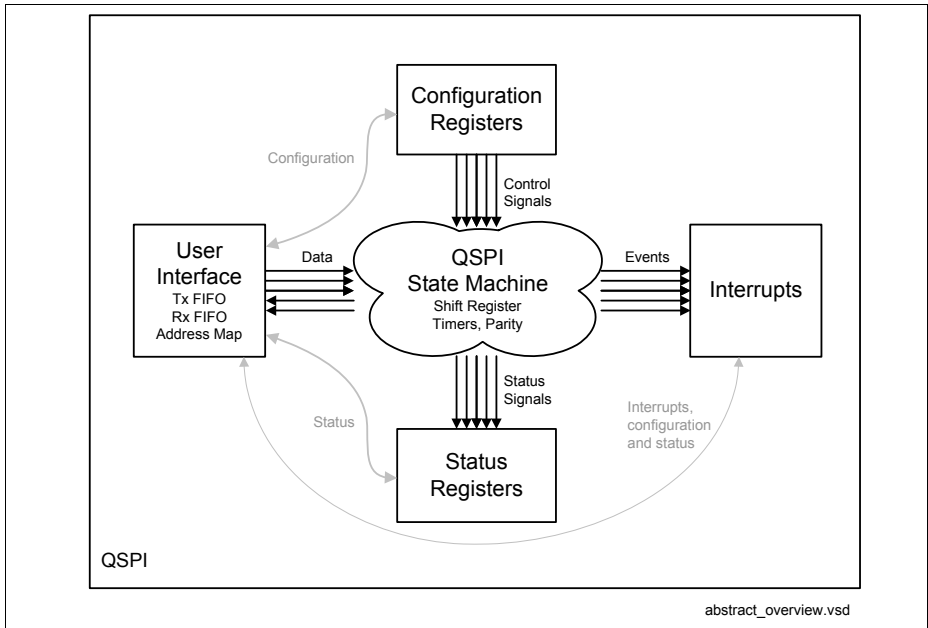 Configuration
Registers
Configuration
Control
Signals
User
Interface
Tx FIFO
Rx FIFO
Address Map
Data
QSPI
State Machine
Shift Register
Timers, Parity
Events
Interrupts
Status
Signals
Status
Interrupts,
configuration
and status
Status
Registers
QSPI
abstract_overview.vsd